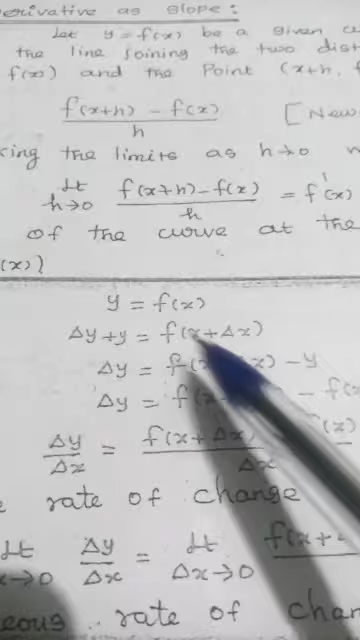 erivative as slope:
Let y = f(x) be a given cu
the line joining the two dist
f(x) and the Point (x+h, f
f(x+h) - f(x) / h [New
king the limits as h→0
Lt h→0 f(x+h) - f(x) / h = f'(x)
of the curve at the
(x)]
y = f(x)
Δy + y = f(x+Δx)
Δy = f( x) - y
Δy = f( - f(
Δy / Δx = f(x+Δx) f(x) / Δx
e rate of change
Lt x→0 Δy / Δx = Lt Δx→0 f(x+
eous rate of chan